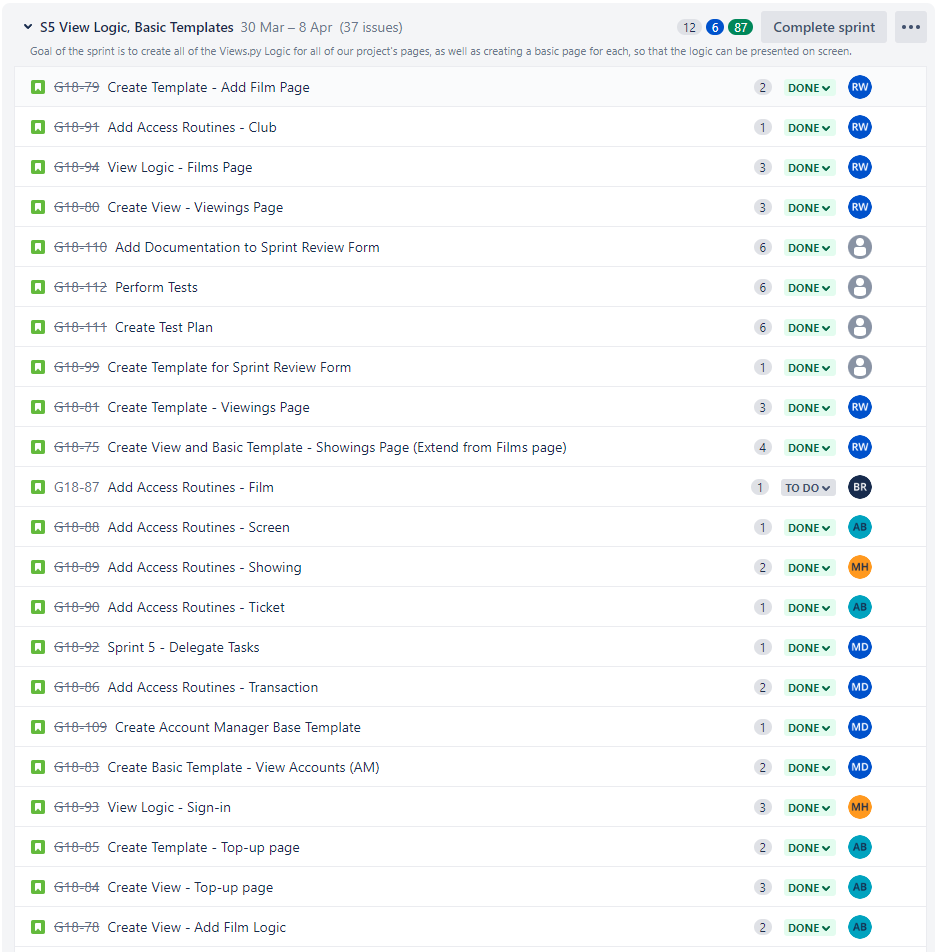 S5 View Logic, Basic Templates 30 Mar – 8 Apr (37 issues) 12 6 87 Complete sprint •••
Goal of the sprint is to create all of the Views.py Logic for all of our project's pages, as well as creating a basic page for each, so that the logic can be presented on screen.
G18-79 Create Template - Add Film Page 2 DONE RW
G18-91 Add Access Routines - Club 1 DONE RW
G18-94 View Logic - Films Page 3 DONE RW
G18-80 Create View - Viewings Page 3 DONE RW
G18-110 Add Documentation to Sprint Review Form 6 DONE
G18-112 Perform Tests 6 DONE
G18-111 Create Test Plan 6 DONE
G18-99 Create Template for Sprint Review Form 1 DONE
G18-81 Create Template - Viewings Page 3 DONE RW
G18-75 Create View and Basic Template - Showings Page (Extend from Films page) 4 DONE RW
G18-87 Add Access Routines - Film 1 TO DO BR
G18-88 Add Access Routines - Screen 1 DONE AB
G18-89 Add Access Routines - Showing 2 DONE MH
G18-90 Add Access Routines - Ticket 1 DONE AB
G18-92 Sprint 5 - Delegate Tasks 1 DONE MD
G18-86 Add Access Routines - Transaction 2 DONE MD
G18-109 Create Account Manager Base Template 1 DONE MD
G18-83 Create Basic Template - View Accounts (AM) 2 DONE MD
G18-93 View Logic - Sign-in 3 DONE MH
G18-85 Create Template - Top-up page 2 DONE AB
G18-84 Create View - Top-up page 3 DONE AB
G18-78 Create View - Add Film Logic 2 DONE AB